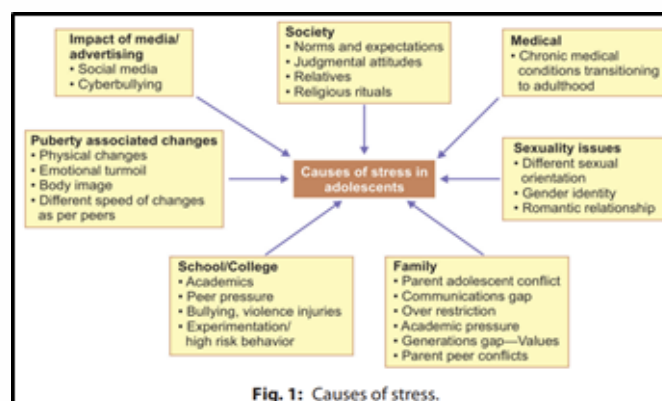 Impact of media/
advertising
• Social media
• Cyberbullying
Society
• Norms and expectations
• Judgmental attitudes
• Relatives
• Religious rituals
Medical
• Chronic medical
conditions transitioning
to adulthood
Puberty associated changes
• Physical changes
• Emotional turmoil
• Body image
• Different speed of changes
as per peers
Causes of stress in
adolescents
Sexuality issues
• Different sexual
orientation
• Gender identity
• Romantic relationship
School/College
• Academics
• Peer pressure
• Bullying, violence injuries
• Experimentation/
high risk behavior
Family
• Parent adolescent conflict
• Communications gap
• Over restriction
• Academic pressure
• Generations gap—Values
• Parent peer conflicts
Fig. 1: Causes of stress.